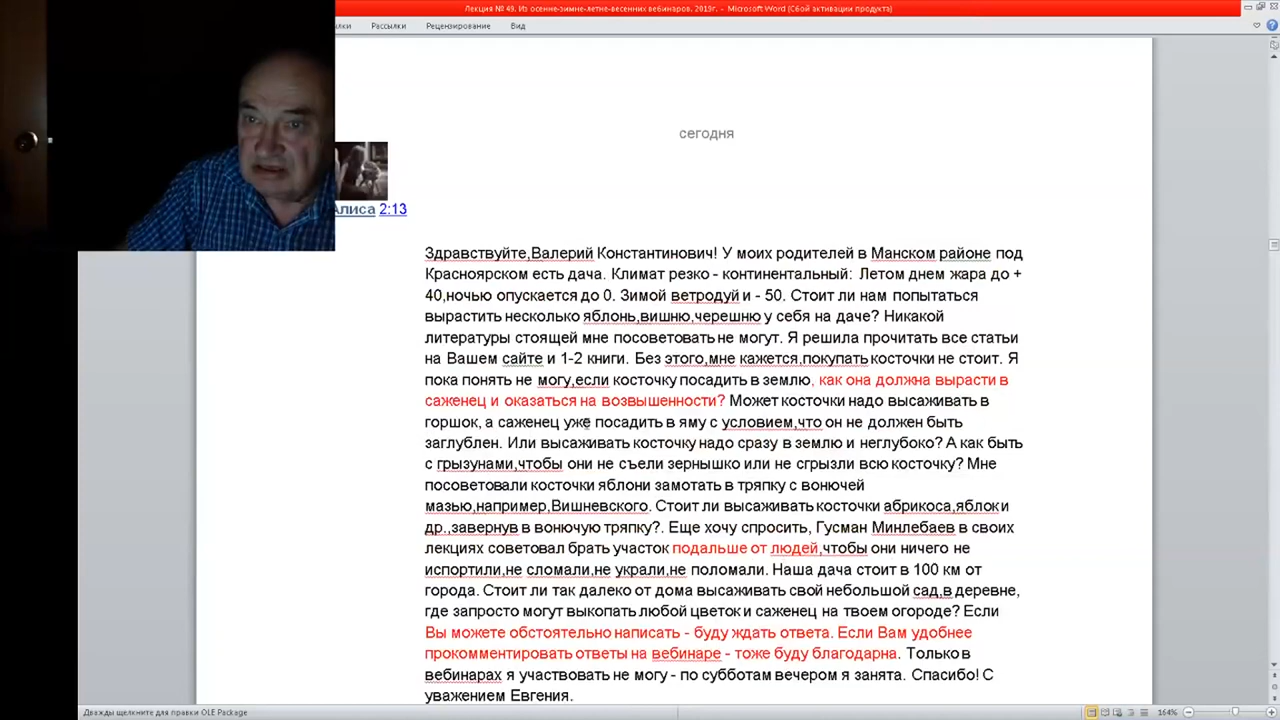 Лекция № 49. Из осенне-зимне-летне-весенних вебинаров, 2019г. - Microsoft Word (Сбой активации продукта)
Рассылки Рецензирование Вид
сегодня
Алиса 2:13
Здравствуйте,Валерий Константинович! У моих родителей в Манском районе под
Красноярском есть дача. Климат резко - континентальный: Летом днем жара до +
40,ночью опускается до 0. Зимой ветродуй и - 50. Стоит ли нам попытаться
вырастить несколько яблонь,вишню,черешню у себя на даче? Никакой
литературы стоящей мне посоветовать не могут. Я решила прочитать все статьи
на Вашем сайте и 1-2 книги. Без этого,мне кажется,покупать косточки не стоит. Я
пока понять не могу,если косточку посадить в землю, как она должна вырасти в
саженец и оказаться на возвышенности? Может косточки надо высаживать в
горшок, а саженец уже посадить в яму с условием,что он не должен быть
заглублен. Или высаживать косточку надо сразу в землю и неглубоко? А как быть
с грызунами,чтобы они не съели зернышко или не сгрызли всю косточку? Мне
посоветовали косточки яблони замотать в тряпку с вонючей
мазью,например,Вишневского. Стоит ли высаживать косточки абрикоса,яблок и
др.,завернув в вонючую тряпку?. Еще хочу спросить, Гусман Минлебаев в своих
лекциях советовал брать участок подальше от людей,чтобы они ничего не
испортили,не сломали,не украли,не поломали. Наша дача стоит в 100 км от
города. Стоит ли так далеко от дома высаживать свой небольшой сад,в деревне,
где запросто могут выкопать любой цветок и саженец на твоем огороде? Если
Вы можете обстоятельно написать - буду ждать ответа. Если Вам удобнее
прокомментировать ответы на вебинаре - тоже буду благодарна. Только в
вебинарах я участвовать не могу - по субботам вечером я занята. Спасибо! С
уважением Евгения.
Дважды щелкните для правки OLE Package
164%